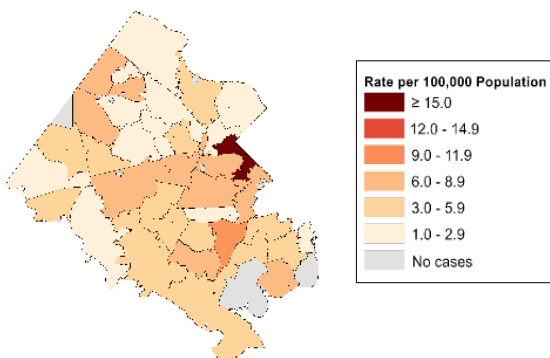 Rate per 100,000 Population
≥ 15.0
12.0 - 14.9
9.0 - 11.9
6.0 - 8.9
3.0 - 5.9
1.0 - 2.9
No cases